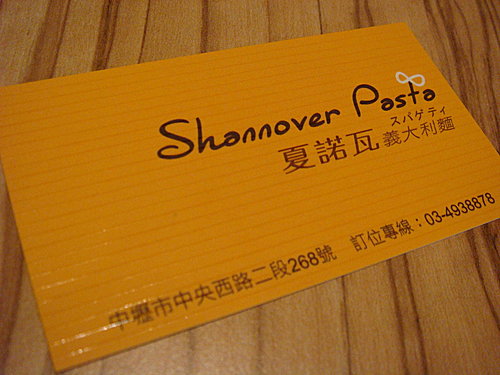 Shannover Pasta
スパゲティ
夏諾瓦義大利麵
訂位專線：03-4938878
中壢市中央西路二段268號